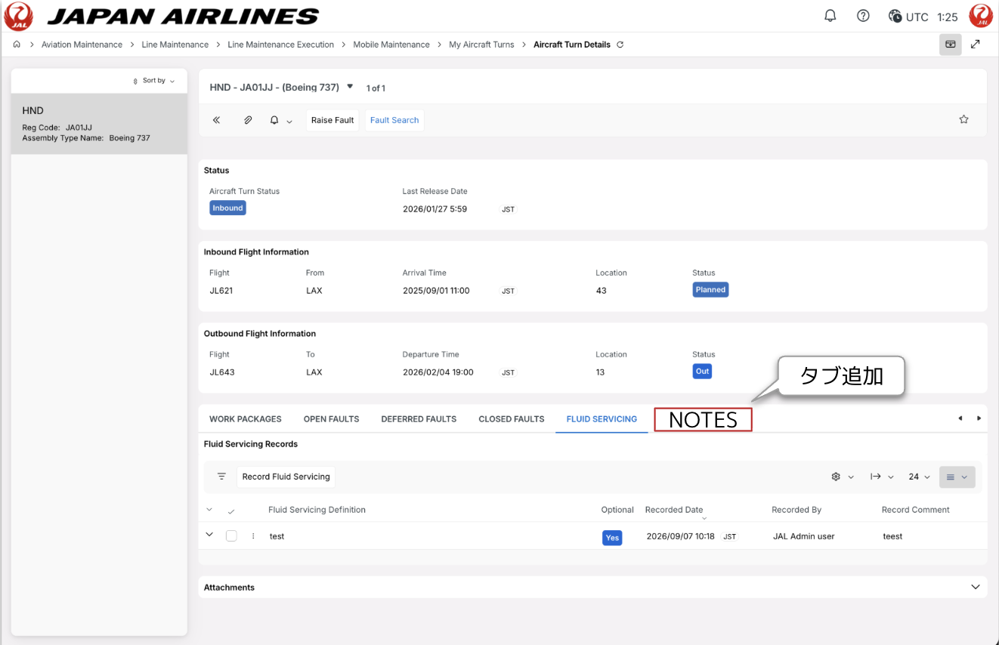 JAL JAPAN AIRLINES UTC 1:25 JAL
Aviation Maintenance > Line Maintenance > Line Maintenance Execution > Mobile Maintenance > My Aircraft Turns > Aircraft Turn Details
Sort by
HND
Reg Code: JA01JJ
Assembly Type Name: Boeing 737
HND - JA01JJ - (Boeing 737) 1 of 1
Raise Fault Fault Search
Status
Aircraft Turn Status Last Release Date
Inbound 2026/01/27 5:59 JST
Inbound Flight Information
Flight From Arrival Time Location Status
JL621 LAX 2025/09/01 11:00 JST 43 Planned
Outbound Flight Information
Flight To Departure Time Location Status
JL643 LAX 2026/02/04 19:00 JST 13 Out
タブ追加
WORK PACKAGES OPEN FAULTS DEFERRED FAULTS CLOSED FAULTS FLUID SERVICING NOTES
Fluid Servicing Records
Record Fluid Servicing 24
Fluid Servicing Definition Optional Recorded Date Recorded By Record Comment
test Yes 2026/09/07 10:18 JST JAL Admin user teest
Attachments